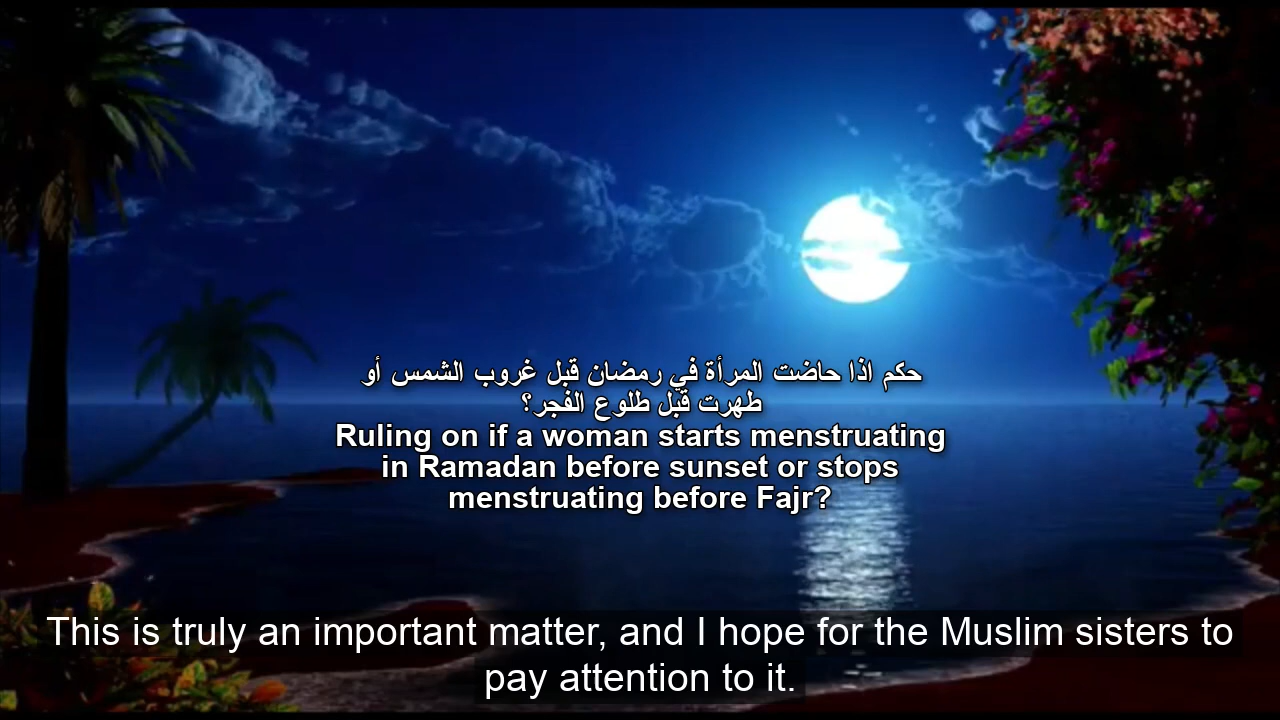 حكم اذا حاضت المرأة في رمضان قبل غروب الشمس أو
طهرت قبل طلوع الفجر؟
Ruling on if a woman starts menstruating
in Ramadan before sunset or stops
menstruating before Fajr?
This is truly an important matter, and I hope for the Muslim sisters to
pay attention to it.